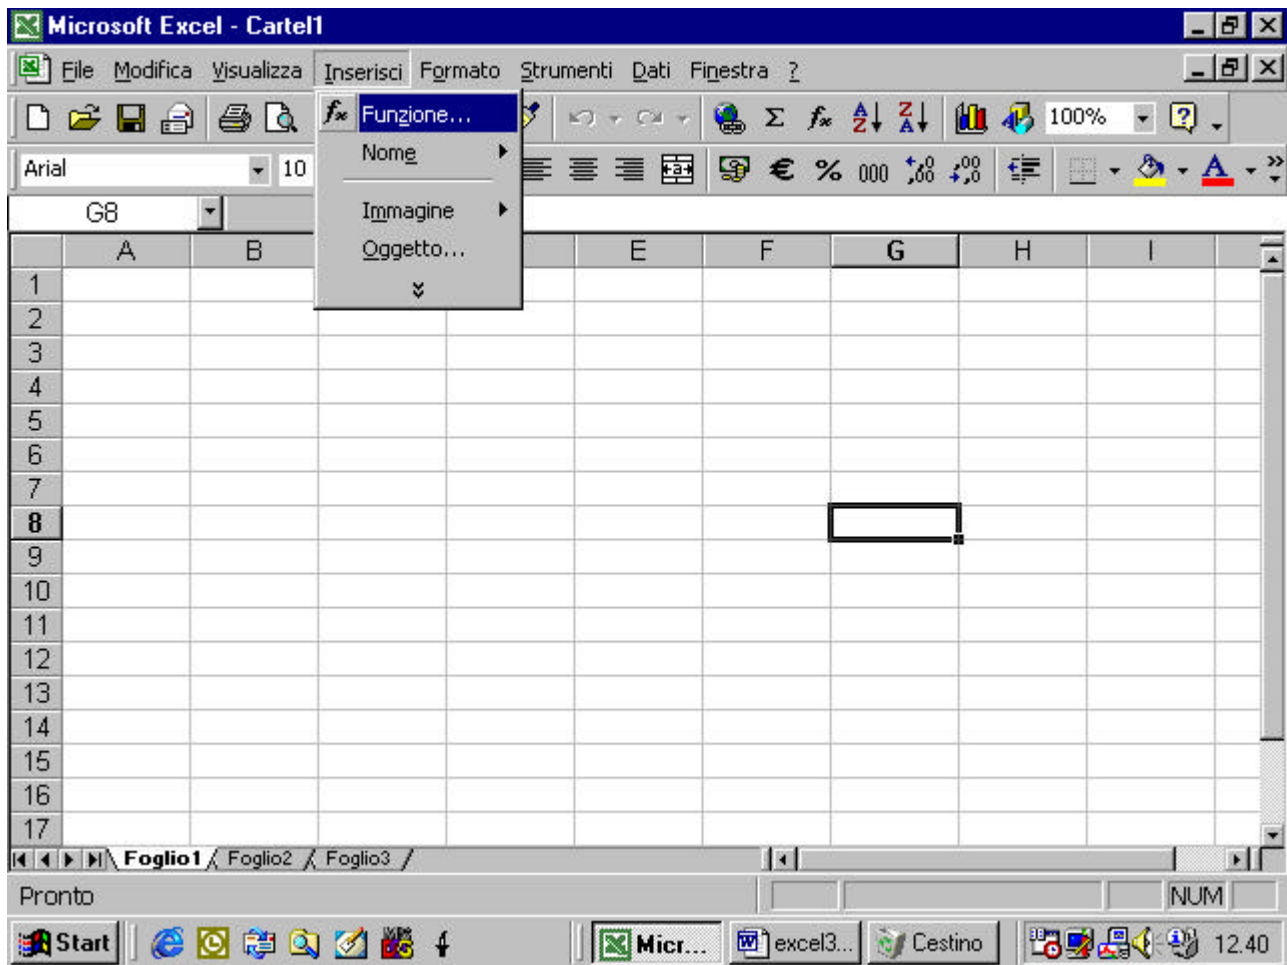 Microsoft Excel - Cartel1
File Modifica Visualizza Inserisci Formato Strumenti Dati Finestra ?
Funzione...
100%
Arial
10
Nome
€ % 000
G8
Immagine
Oggetto...
A B E F G H I
1
2
3
4
5
6
7
8
9
10
11
12
13
14
15
16
17
Foglio1 Foglio2 Foglio3
Pronto
NUM
Start
Micr...
excel3...
Cestino
12.40